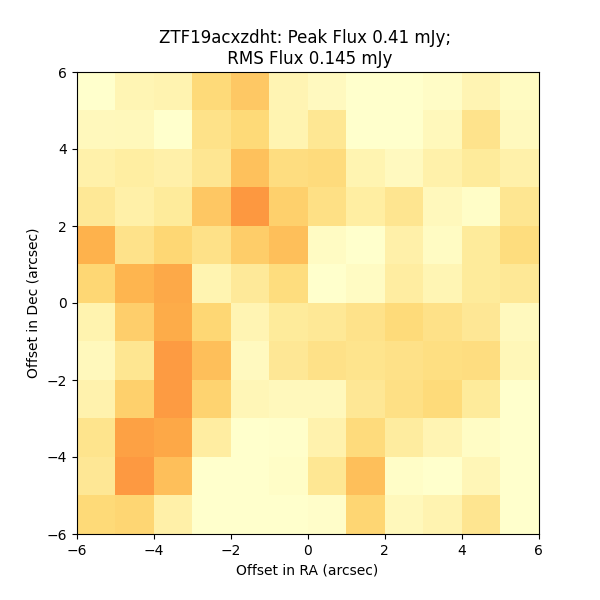 ZTF19acxzdht: Peak Flux 0.41 mJy;
RMS Flux 0.145 mJy
6
4
2
0
−2
−4
−6
Offset in Dec (arcsec)
−6 −4 −2 0 2 4 6
Offset in RA (arcsec)